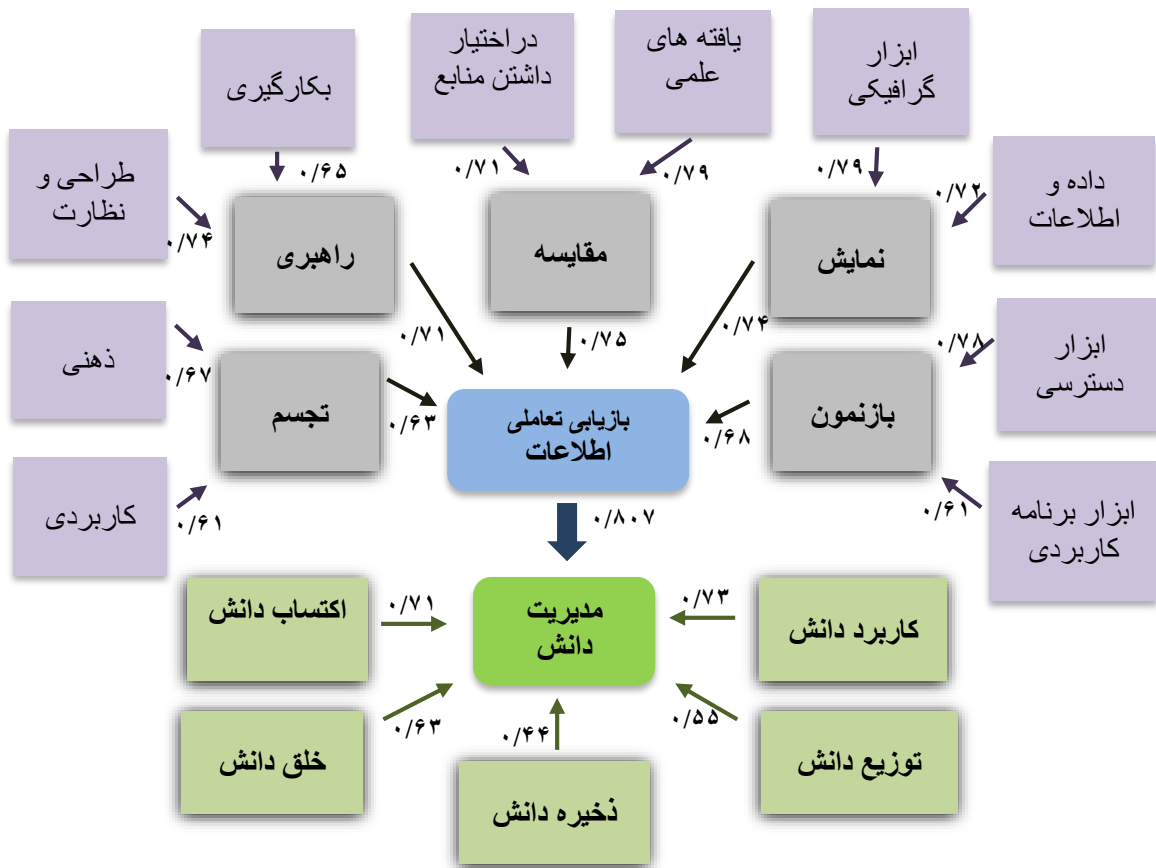 ابزار
گرافیکی
یافته های
علمی
دراختیار
داشتن منابع
بکارگیری
داده و
اطلاعات
طراحی و
نظارت
۰/۷۹
۰/۷۲
۰/۷۹
۰/۷۱
۰/۶۵
۰/۷۴
نمایش
مقایسه
راهبری
۰/۷۴
۰/۷۵
۰/۷۱
ابزار
دسترسی
۰/۷۸
ذهنی
۰/۶۷
بازنمون
۰/۶۸
بازیابی تعاملی
اطلاعات
۰/۶۳
تجسم
ابزار برنامه
کاربردی
۰/۶۱
کاربردی
۰/۶۱
۰/۸۰۷
کاربرد دانش
۰/۷۳
مدیریت
دانش
۰/۷۱
اکتساب دانش
توزیع دانش
۰/۵۵
۰/۴۴
۰/۶۳
خلق دانش
ذخیره دانش